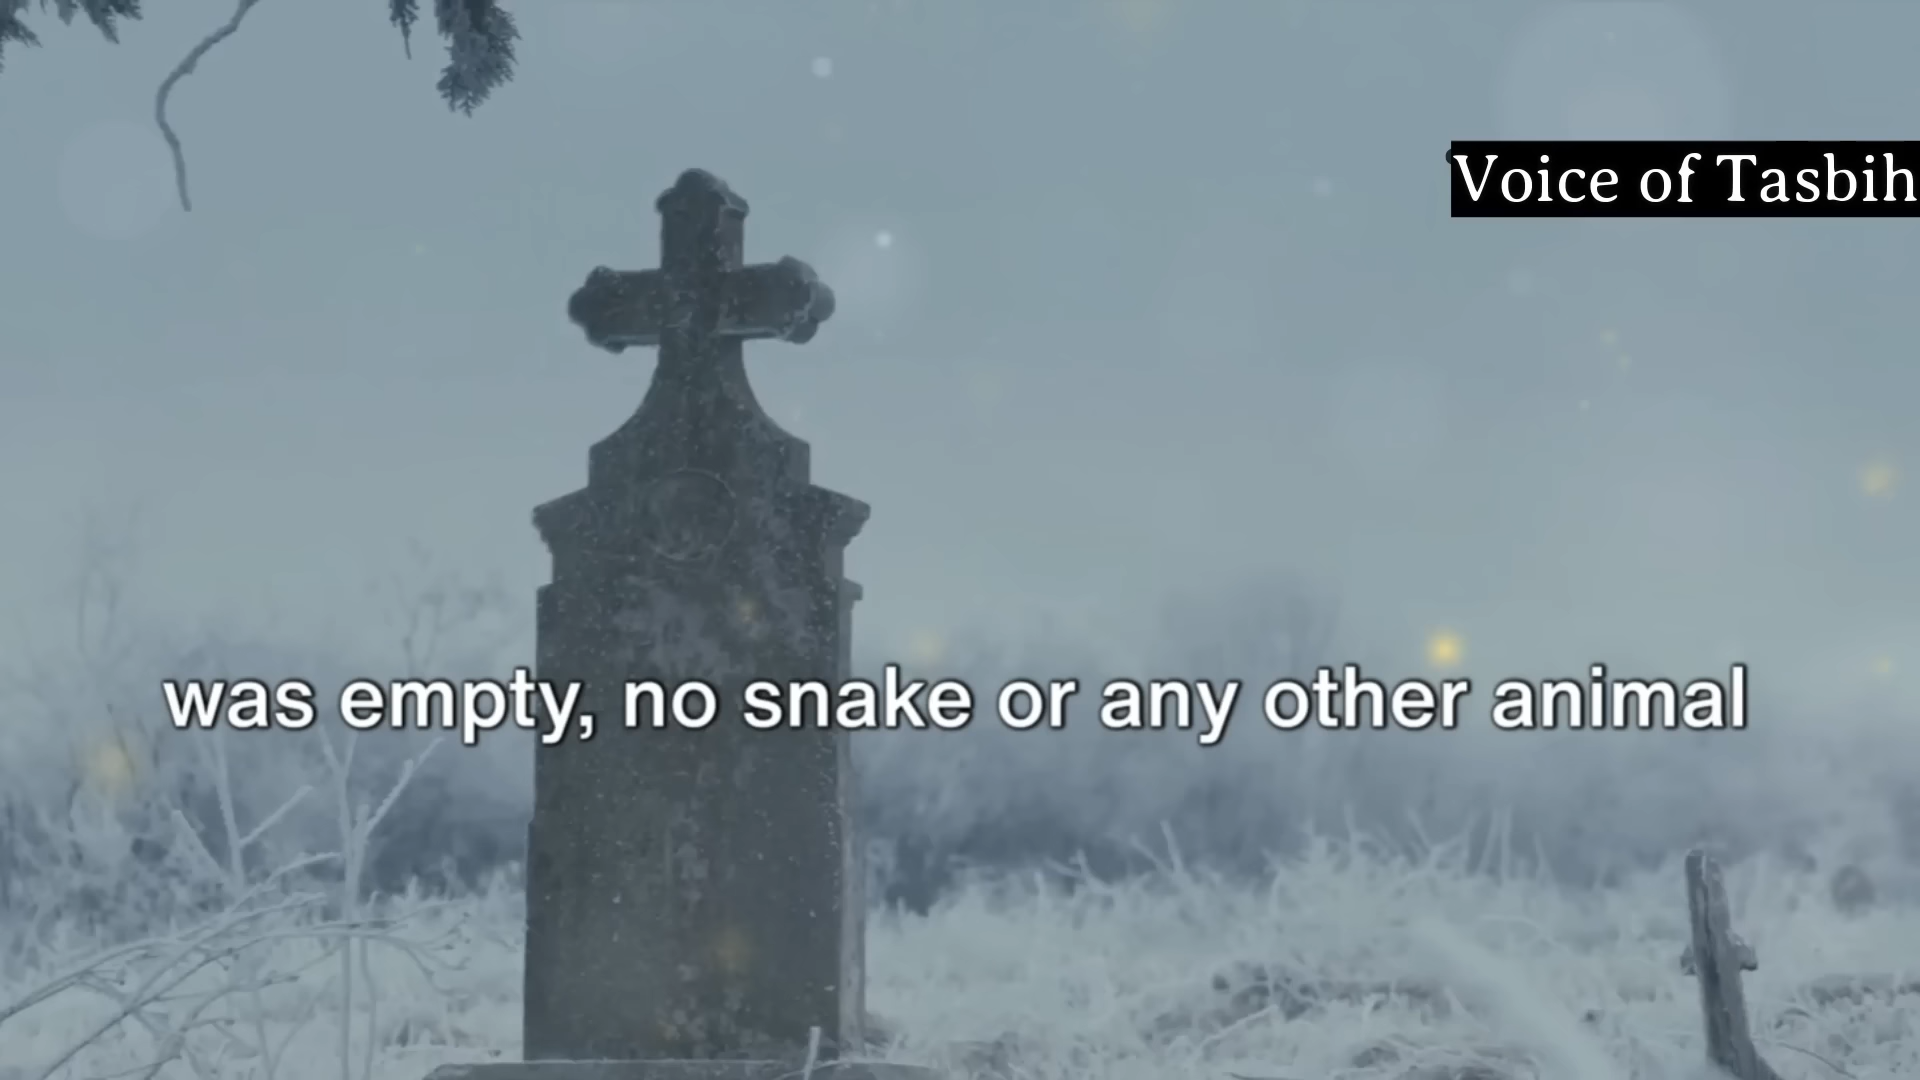 Voice of Tasbih
was empty, no snake or any other animal